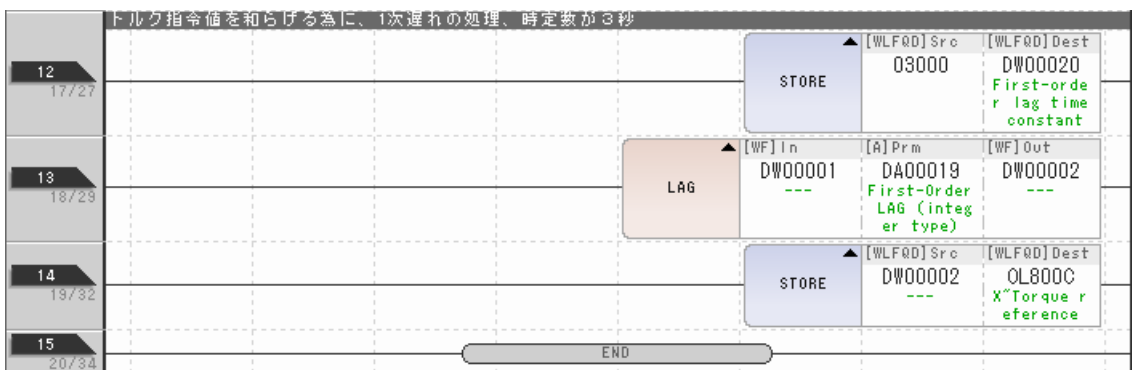 トルク指令値を和らげる為に、1次遅れの処理、時定数が3秒
12
17/27
STORE
[WLFQD]Src
03000
[WLFQD]Dest
DW00020
First-orde
r lag time
constant
13
18/29
LAG
[WF]In
DW00001
---
[A]Prm
DA00019
First-Order
LAG (integ
er type)
[WF]Out
DW00002
---
14
19/32
STORE
[WLFQD]Src
DW00002
---
[WLFQD]Dest
OL800C
X~Torque r
eference
15
20/34
END